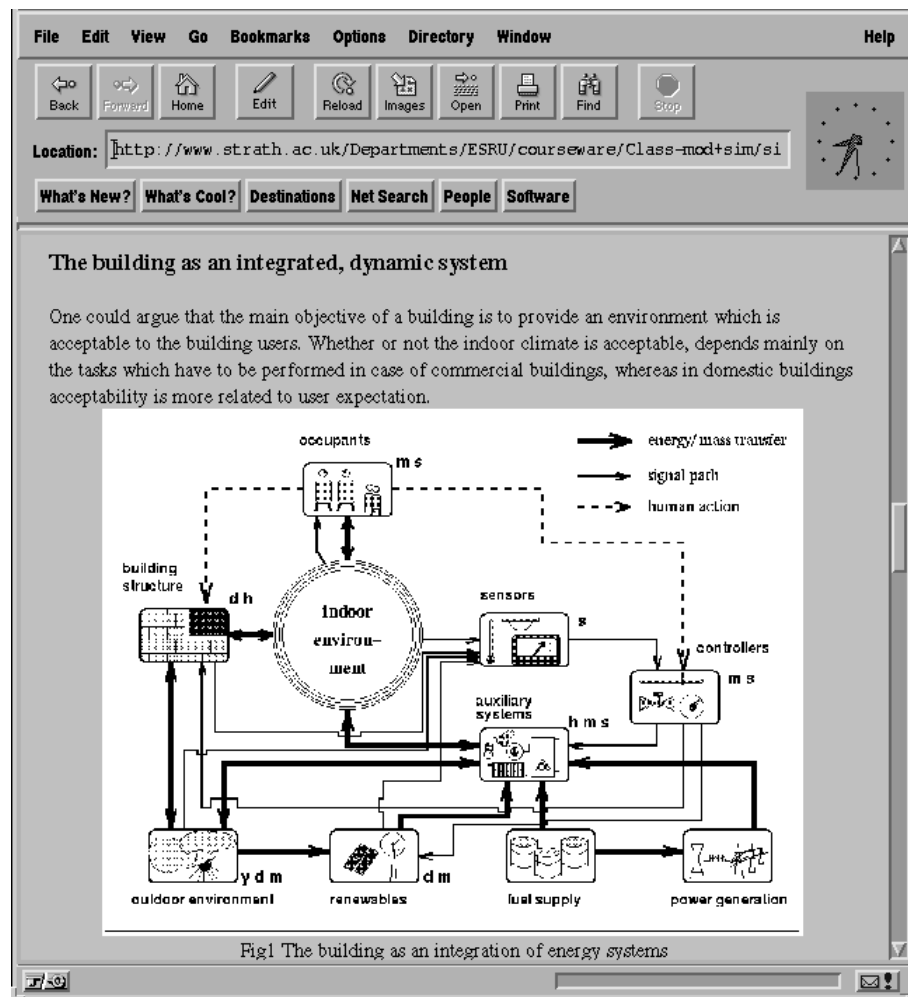 File Edit View Go Bookmarks Options Directory Window Help
Back Forward Home Edit Reload Images Open Print Find Stop
Location: http://www.strath.ac.uk/Departments/ESRU/courseware/Class-mod+sim/si
What's New? What's Cool? Destinations Net Search People Software
The building as an integrated, dynamic system
One could argue that the main objective of a building is to provide an environment which is
acceptable to the building users. Whether or not the indoor climate is acceptable, depends mainly on
the tasks which have to be performed in case of commercial buildings, whereas in domestic buildings
acceptability is more related to user expectation.
occupants
m s
energy/mass transfer
signal path
human action
building
structure
d h
indoor
environ-
ment
sensors
s
controllers
m s
auxiliary
systems
h m s
y d m
d m
outdoor environment
renewables
fuel supply
power generation
Fig1 The building as an integration of energy systems